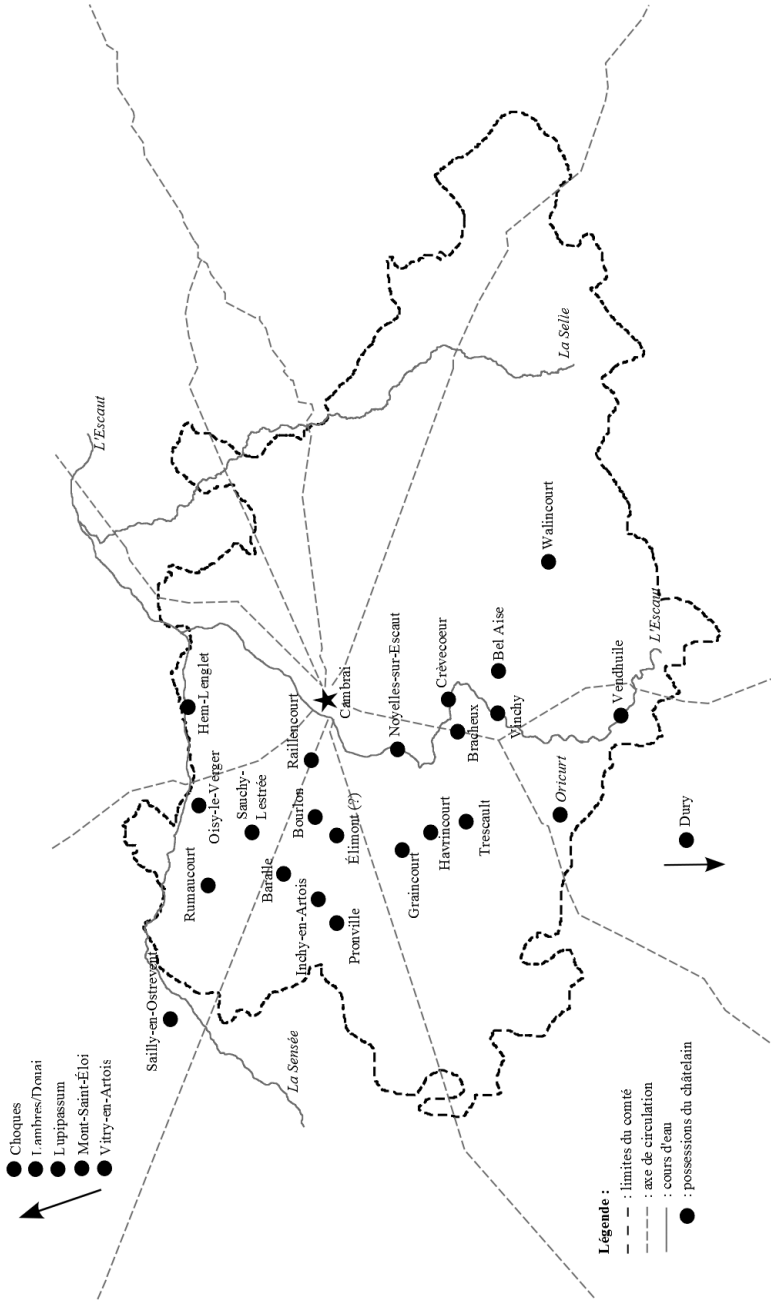 Choques
Lambres/Douai
Lupipassum
Mont-Saint-Éloi
Vitry-en-Artois
Sailly-en-Ostrevent
La Sensée
Rumaucourt
Oisy-le-Verger
Hem-Lenglet
L'Escaut
Sauchy-
Lestrée
Baralle
Inchy-en-Artois
Pronville
Bourlon
Élimont (?)
Raillencourt
Cambrai
Noyelles-sur-Escaut
Graincourt
Havrincourt
Trescault
Crèvecoeur
Bracheux
Vinchy
Bel Aise
Walincourt
La Selle
Oricurt
Vendhuile
L'Escaut
Dury
Légende :
: limites du comté
: axe de circulation
: cours d'eau
: possessions du châtelain